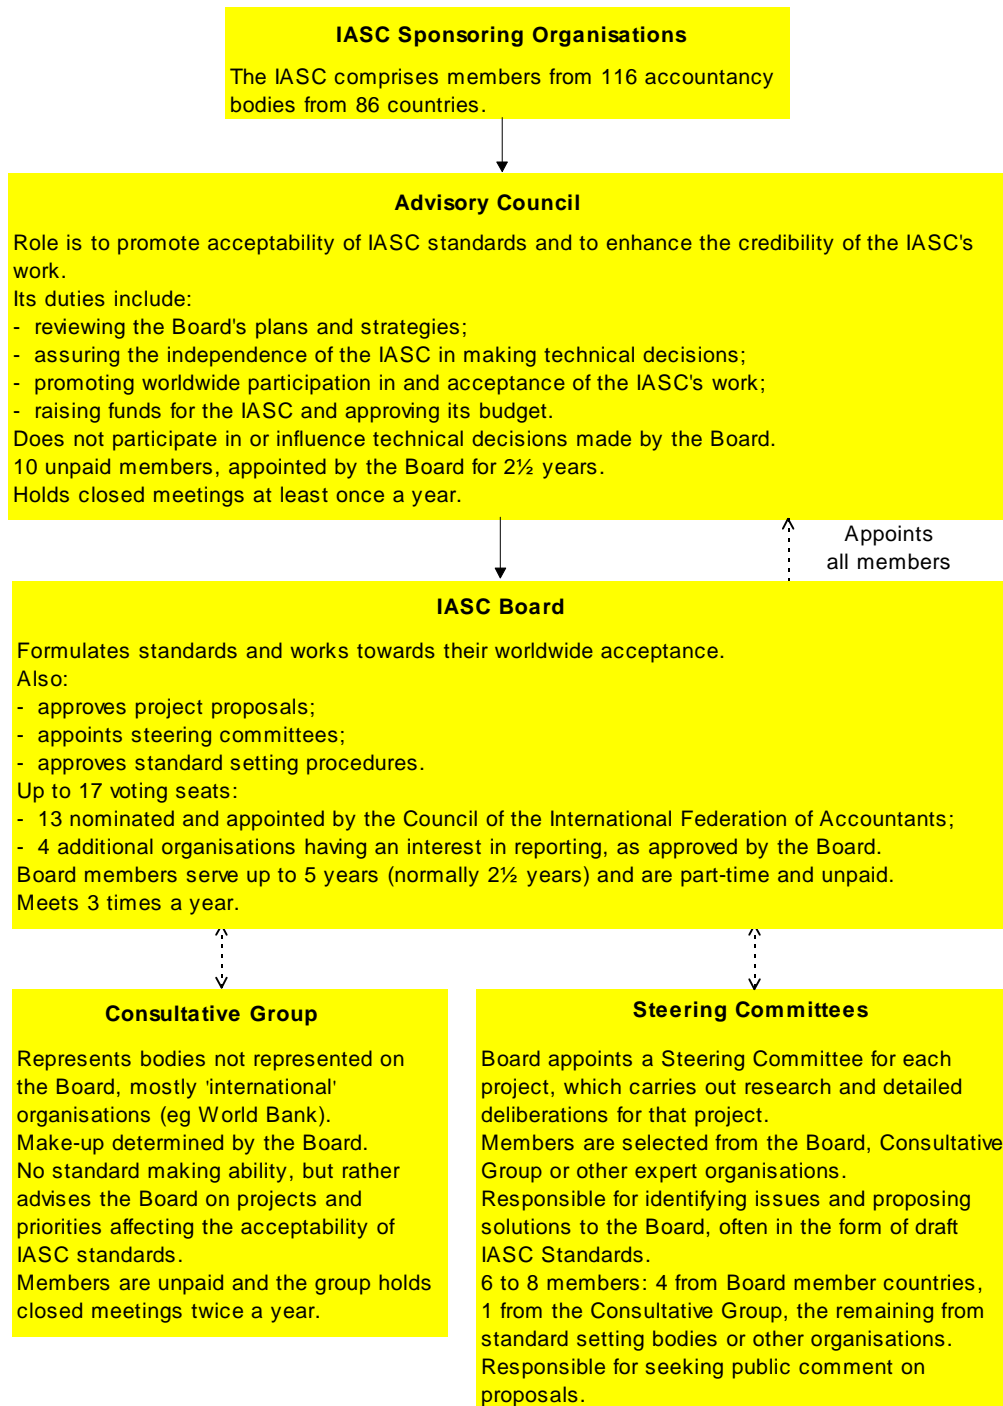 IASC Sponsoring Organisations
The IASC comprises members from 116 accountancy
bodies from 86 countries.
Advisory Council
Role is to promote acceptability of IASC standards and to enhance the credibility of the IASC's
work.
Its duties include:
- reviewing the Board's plans and strategies;
- assuring the independence of the IASC in making technical decisions;
- promoting worldwide participation in and acceptance of the IASC's work;
- raising funds for the IASC and approving its budget.
Does not participate in or influence technical decisions made by the Board.
10 unpaid members, appointed by the Board for 2½ years.
Holds closed meetings at least once a year.
Appoints
all members
IASC Board
Formulates standards and works towards their worldwide acceptance.
Also:
- approves project proposals;
- appoints steering committees;
- approves standard setting procedures.
Up to 17 voting seats:
- 13 nominated and appointed by the Council of the International Federation of Accountants;
- 4 additional organisations having an interest in reporting, as approved by the Board.
Board members serve up to 5 years (normally 2½ years) and are part-time and unpaid.
Meets 3 times a year.
Consultative Group
Represents bodies not represented on
the Board, mostly 'international'
organisations (eg World Bank).
Make-up determined by the Board.
No standard making ability, but rather
advises the Board on projects and
priorities affecting the acceptability of
IASC standards.
Members are unpaid and the group holds
closed meetings twice a year.
Steering Committees
Board appoints a Steering Committee for each
project, which carries out research and detailed
deliberations for that project.
Members are selected from the Board, Consultative
Group or other expert organisations.
Responsible for identifying issues and proposing
solutions to the Board, often in the form of draft
IASC Standards.
6 to 8 members: 4 from Board member countries,
1 from the Consultative Group, the remaining from
standard setting bodies or other organisations.
Responsible for seeking public comment on
proposals.